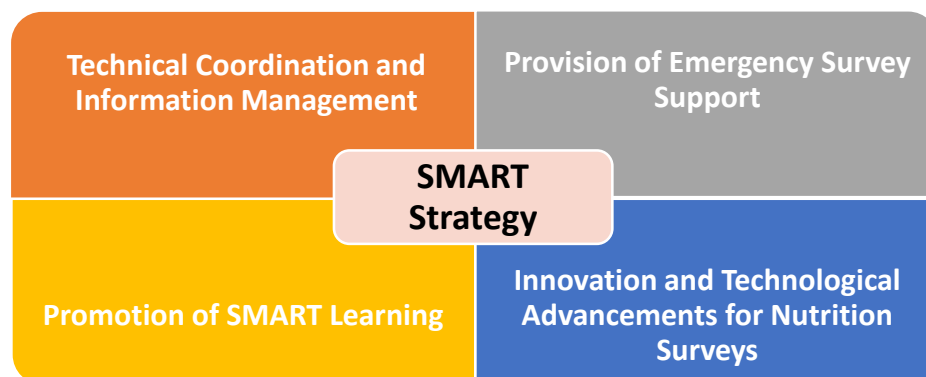 Technical Coordination and
Information Management
Provision of Emergency Survey
Support
SMART
Strategy
Promotion of SMART Learning
Innovation and Technological
Advancements for Nutrition
Surveys